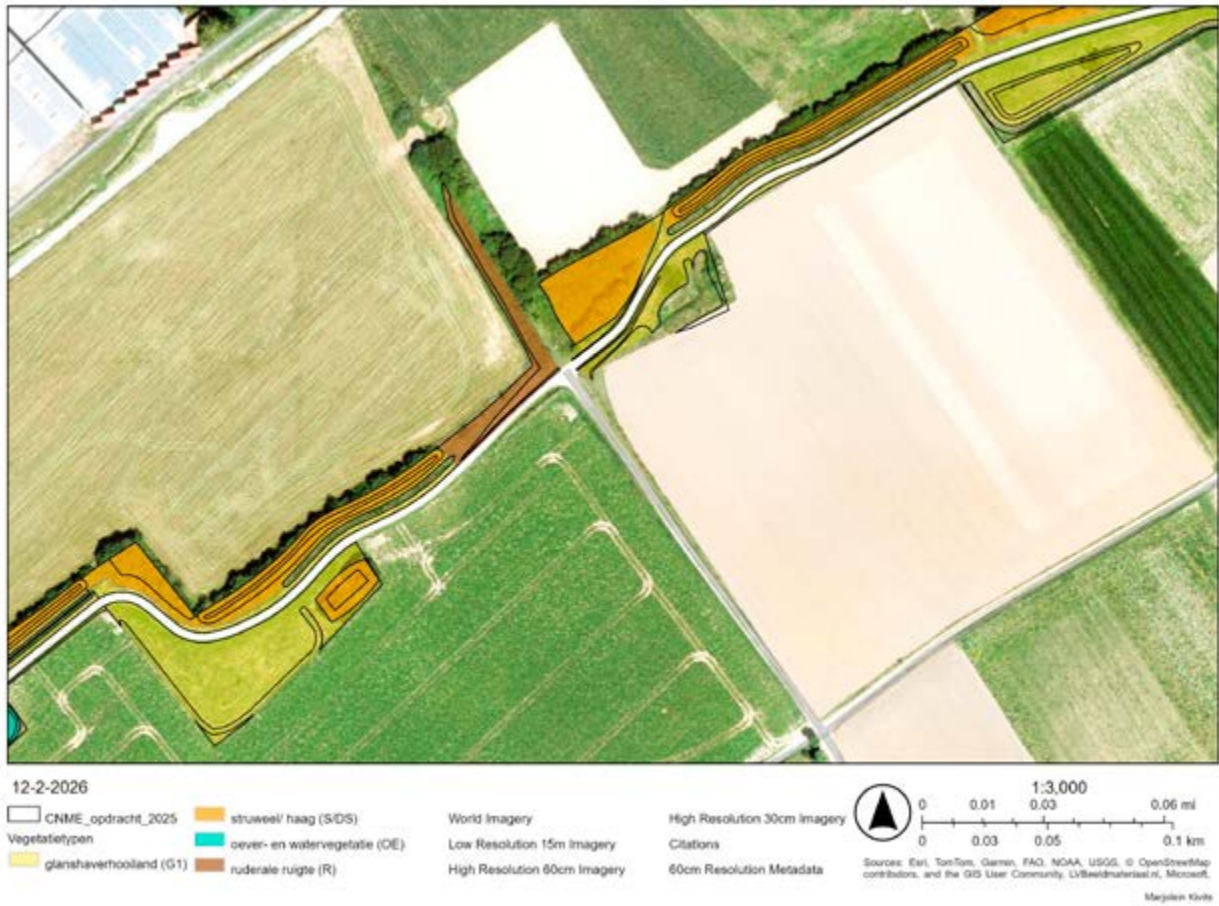 12-2-2026
CNME_opdracht_2025
Vegetatietypen
glanshaverhooiland (G1)
struweel/ haag (S/DS)
oever- en watervegetatie (OE)
ruderale ruigte (R)
World Imagery
Low Resolution 15m Imagery
High Resolution 60cm Imagery
High Resolution 30cm Imagery
Citations
60cm Resolution Metadata
1:3,000
0 0.01 0.03 0.06 mi
0 0.03 0.05 0.1 km
Sources: Esri, TomTom, Garmin, FAO, NOAA, USGS, © OpenStreetMap
contributors, and the GIS User Community, LVBeeldmateriaal.nl, Microsoft,
Marjolein Kivits